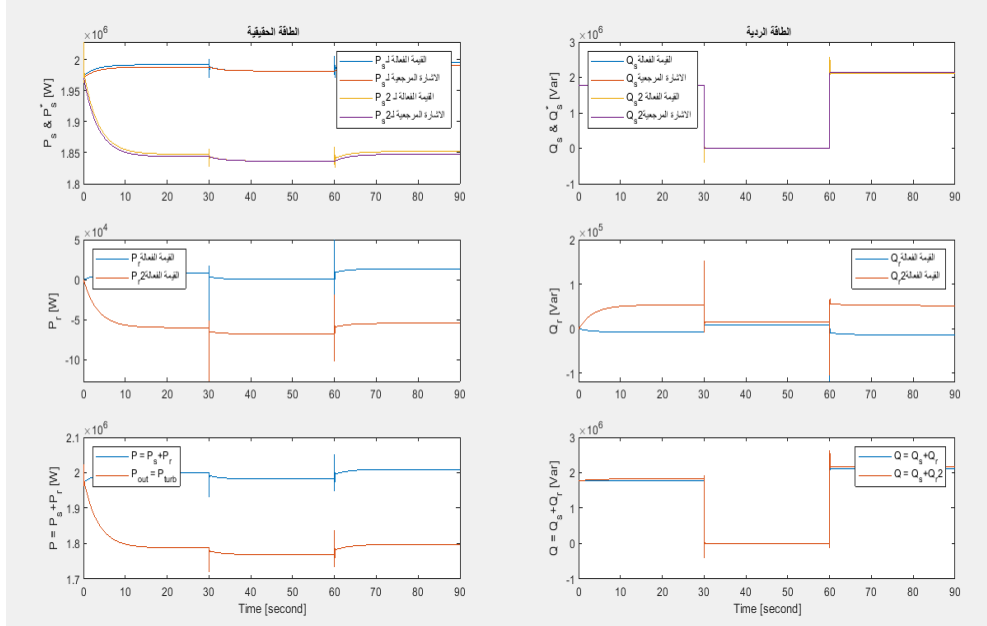 الطاقة الحقيقية
×10^6
2
1.95
1.9
1.85
1.8
P_s & P_s^* [W]
القيمة الفعالة لـ P_s
الاشارة المرجعية لـ P_s
القيمة الفعالة لـ P_s2
الاشارة المرجعية لـ P_s2
0 10 20 30 40 50 60 70 80 90
الطاقة الردية
×10^6
3
2
1
0
-1
Q_s & Q_s^* [Var]
القيمة الفعالة Q_s
الاشارة المرجعية Q_s
القيمة الفعالة Q_s2
الاشارة المرجعية Q_s2
0 10 20 30 40 50 60 70 80 90
×10^4
5
0
-5
-10
P_r [W]
القيمة الفعالة P_r
القيمة الفعالة P_r2
0 10 20 30 40 50 60 70 80 90
×10^5
2
1
0
-1
Q_r [Var]
القيمة الفعالة Q_r
القيمة الفعالة Q_r2
0 10 20 30 40 50 60 70 80 90
×10^6
2.1
2
1.9
1.8
1.7
P = P_s+P_r [W]
P = P_s+P_r
P_out = P_turb
0 10 20 30 40 50 60 70 80 90
Time [second]
×10^6
3
2
1
0
-1
Q = Q_s+Q_r [Var]
Q = Q_s+Q_r
Q = Q_s+Q_r2
0 10 20 30 40 50 60 70 80 90
Time [second]